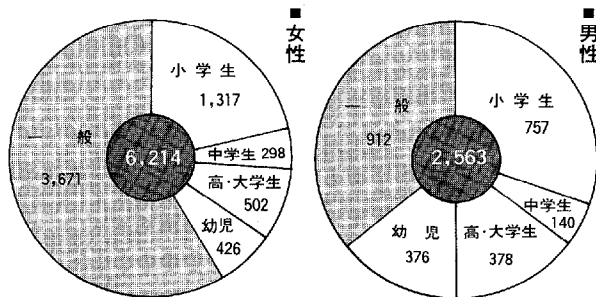 ■女性
小学生
1,317
中学生 298
高・大学生
502
幼児
426
一般
3,671
6,214
■男性
小学生
757
中学生
140
高・大学生
378
幼児
376
一般
912
2,563